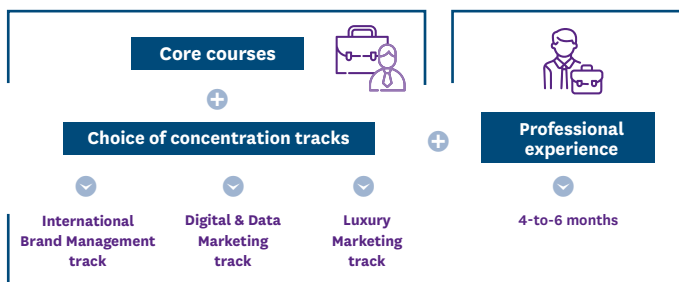 Core courses
Choice of concentration tracks
International
Brand Management
track
Digital & Data
Marketing
track
Luxury
Marketing
track
Professional
experience
4-to-6 months